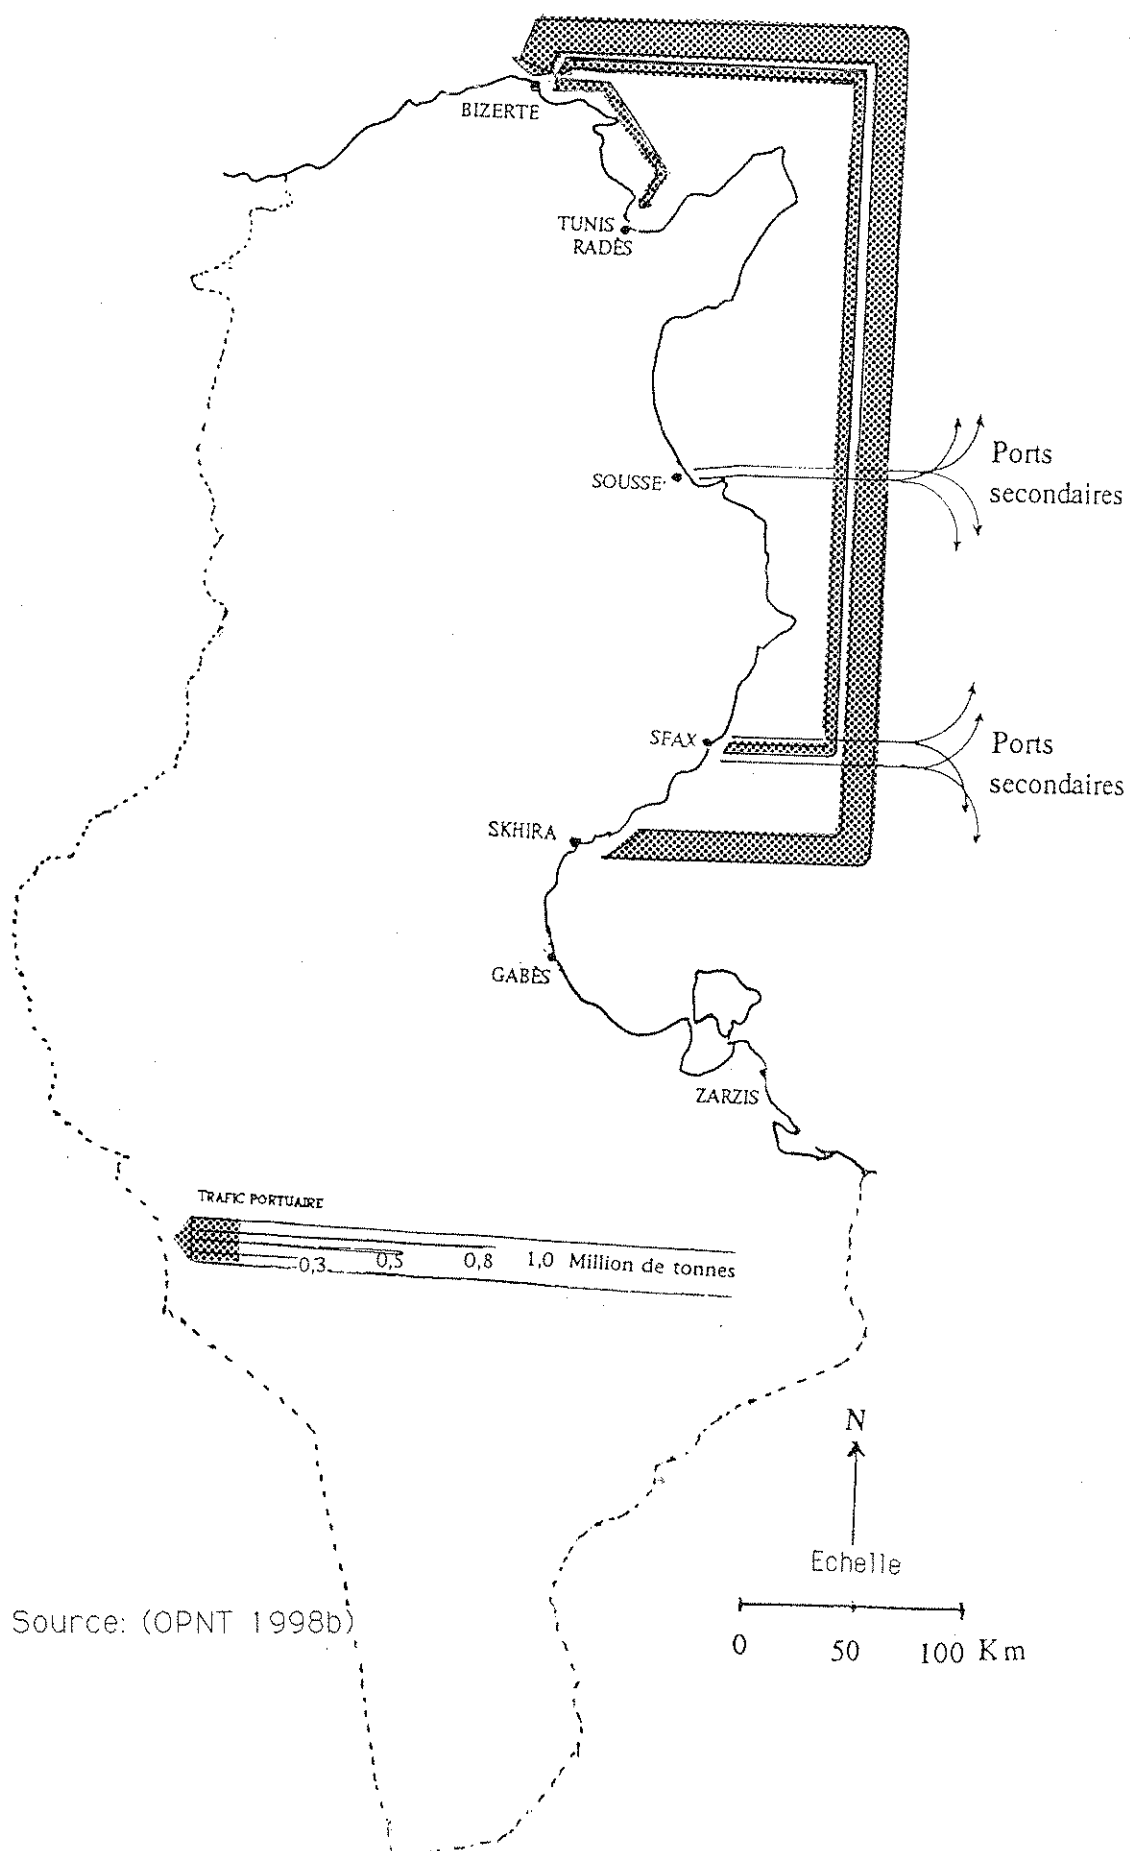 BIZERTE
TUNIS
RADÈS
SOUSSE
Ports
secondaires
SFAX
Ports
secondaires
SKHIRA
GABÈS
ZARZIS
TRAFIC PORTUAIRE
0,3 0,5 0,8 1,0 Million de tonnes
N
Echelle
0 50 100 Km
Source: (OPNT 1998b)